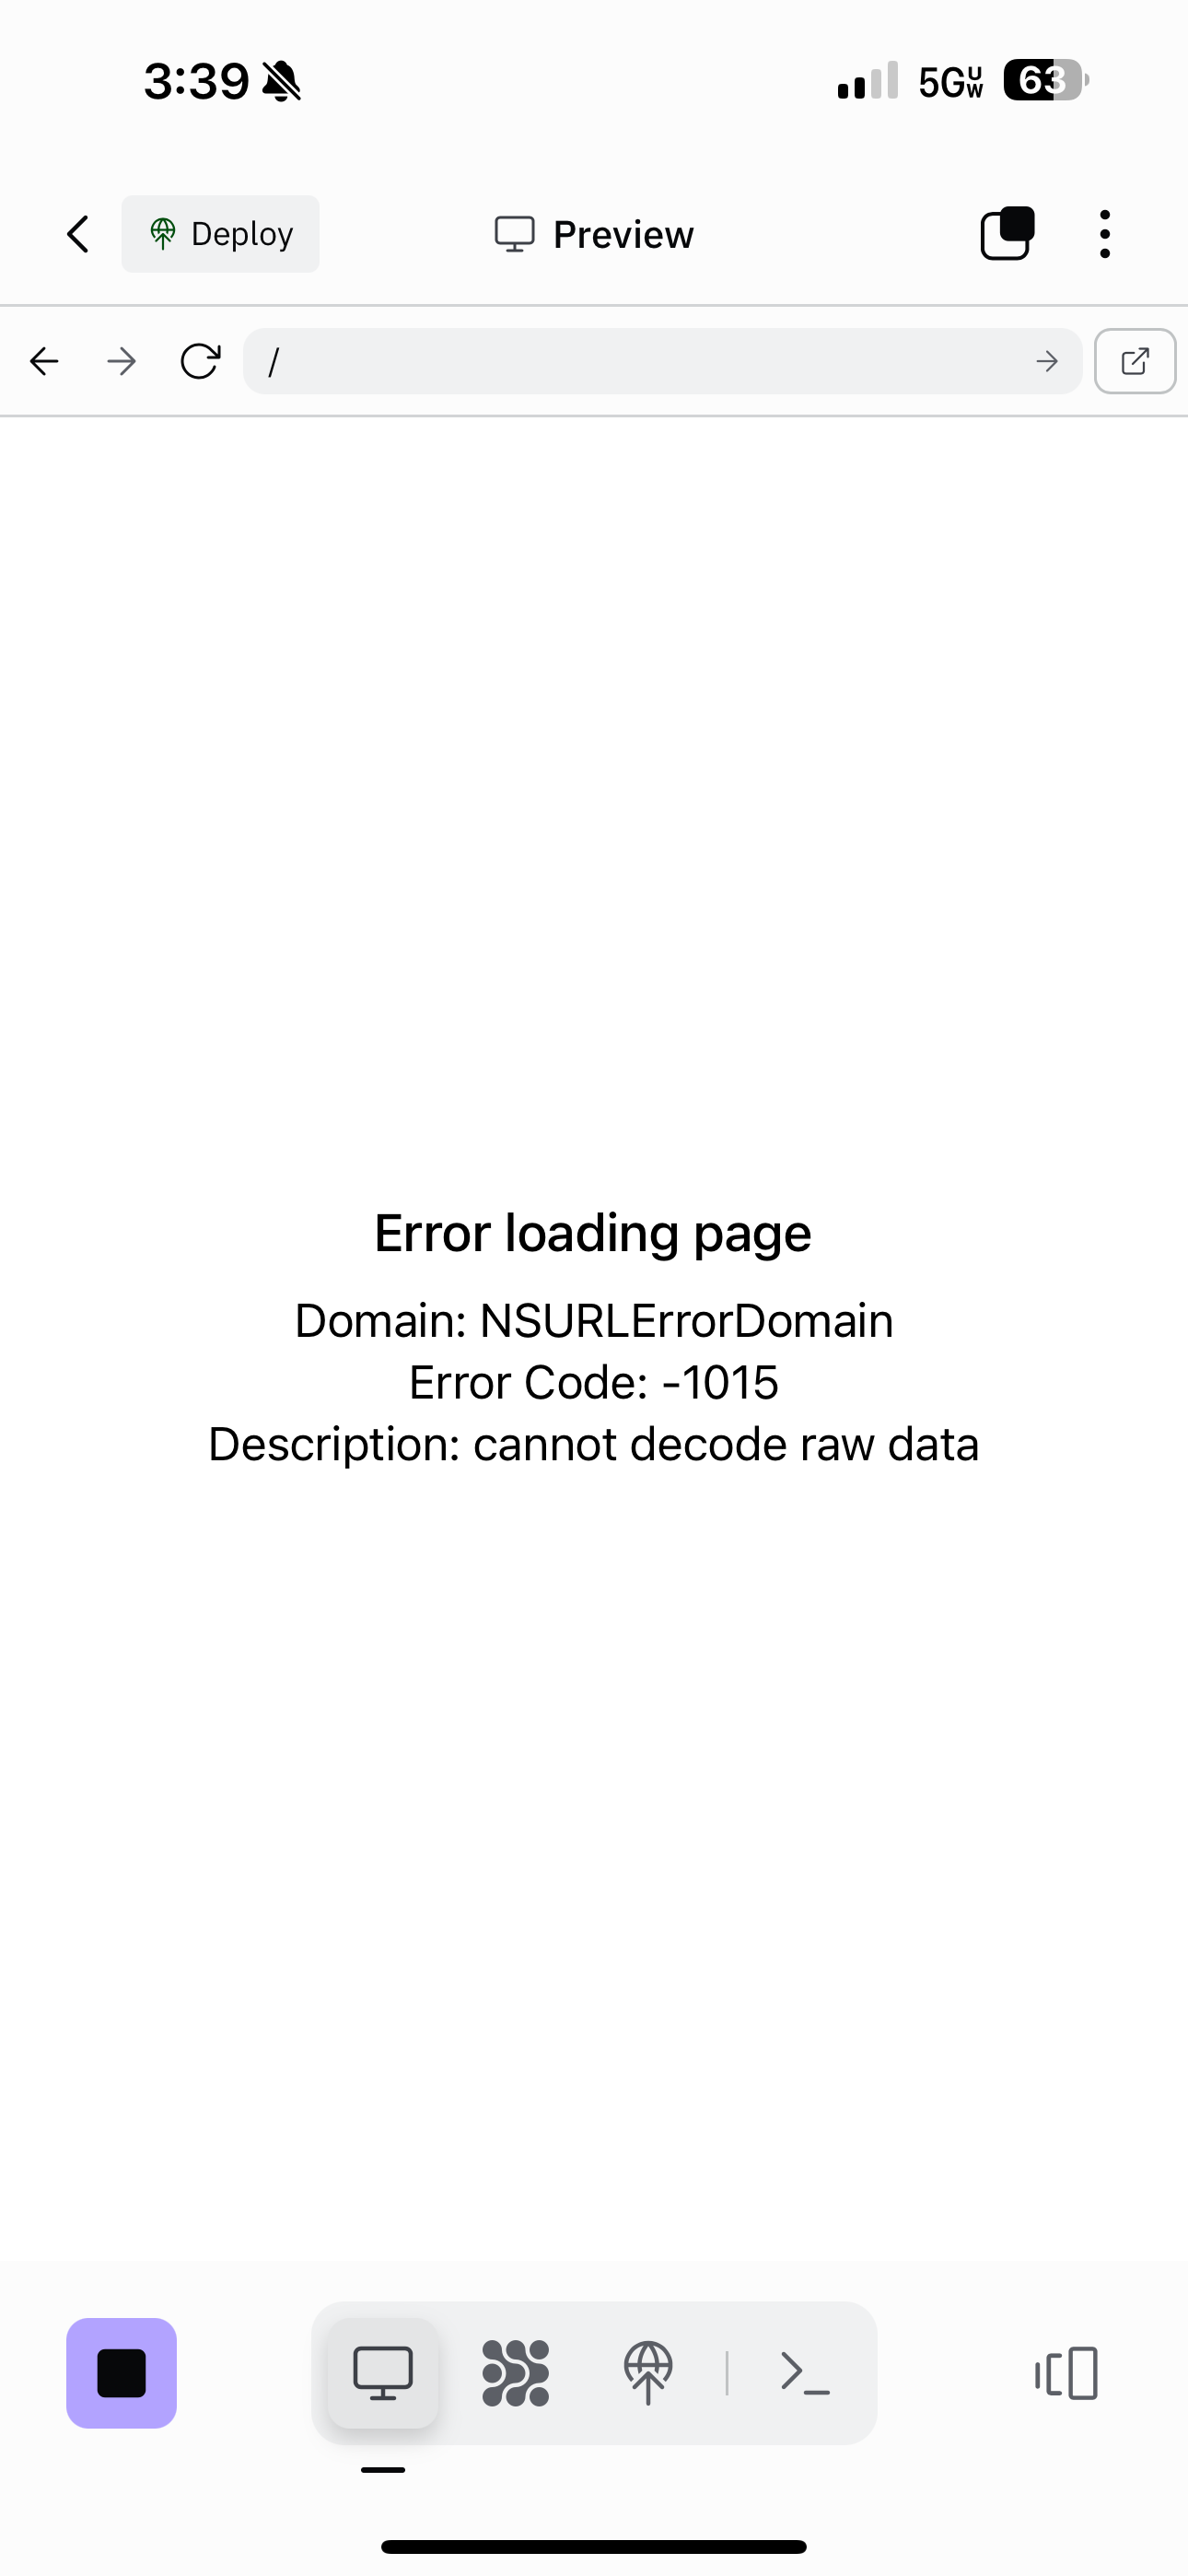 3:39
5G UW
63
Deploy
Preview
/
Error loading page
Domain: NSURLErrorDomain
Error Code: -1015
Description: cannot decode raw data